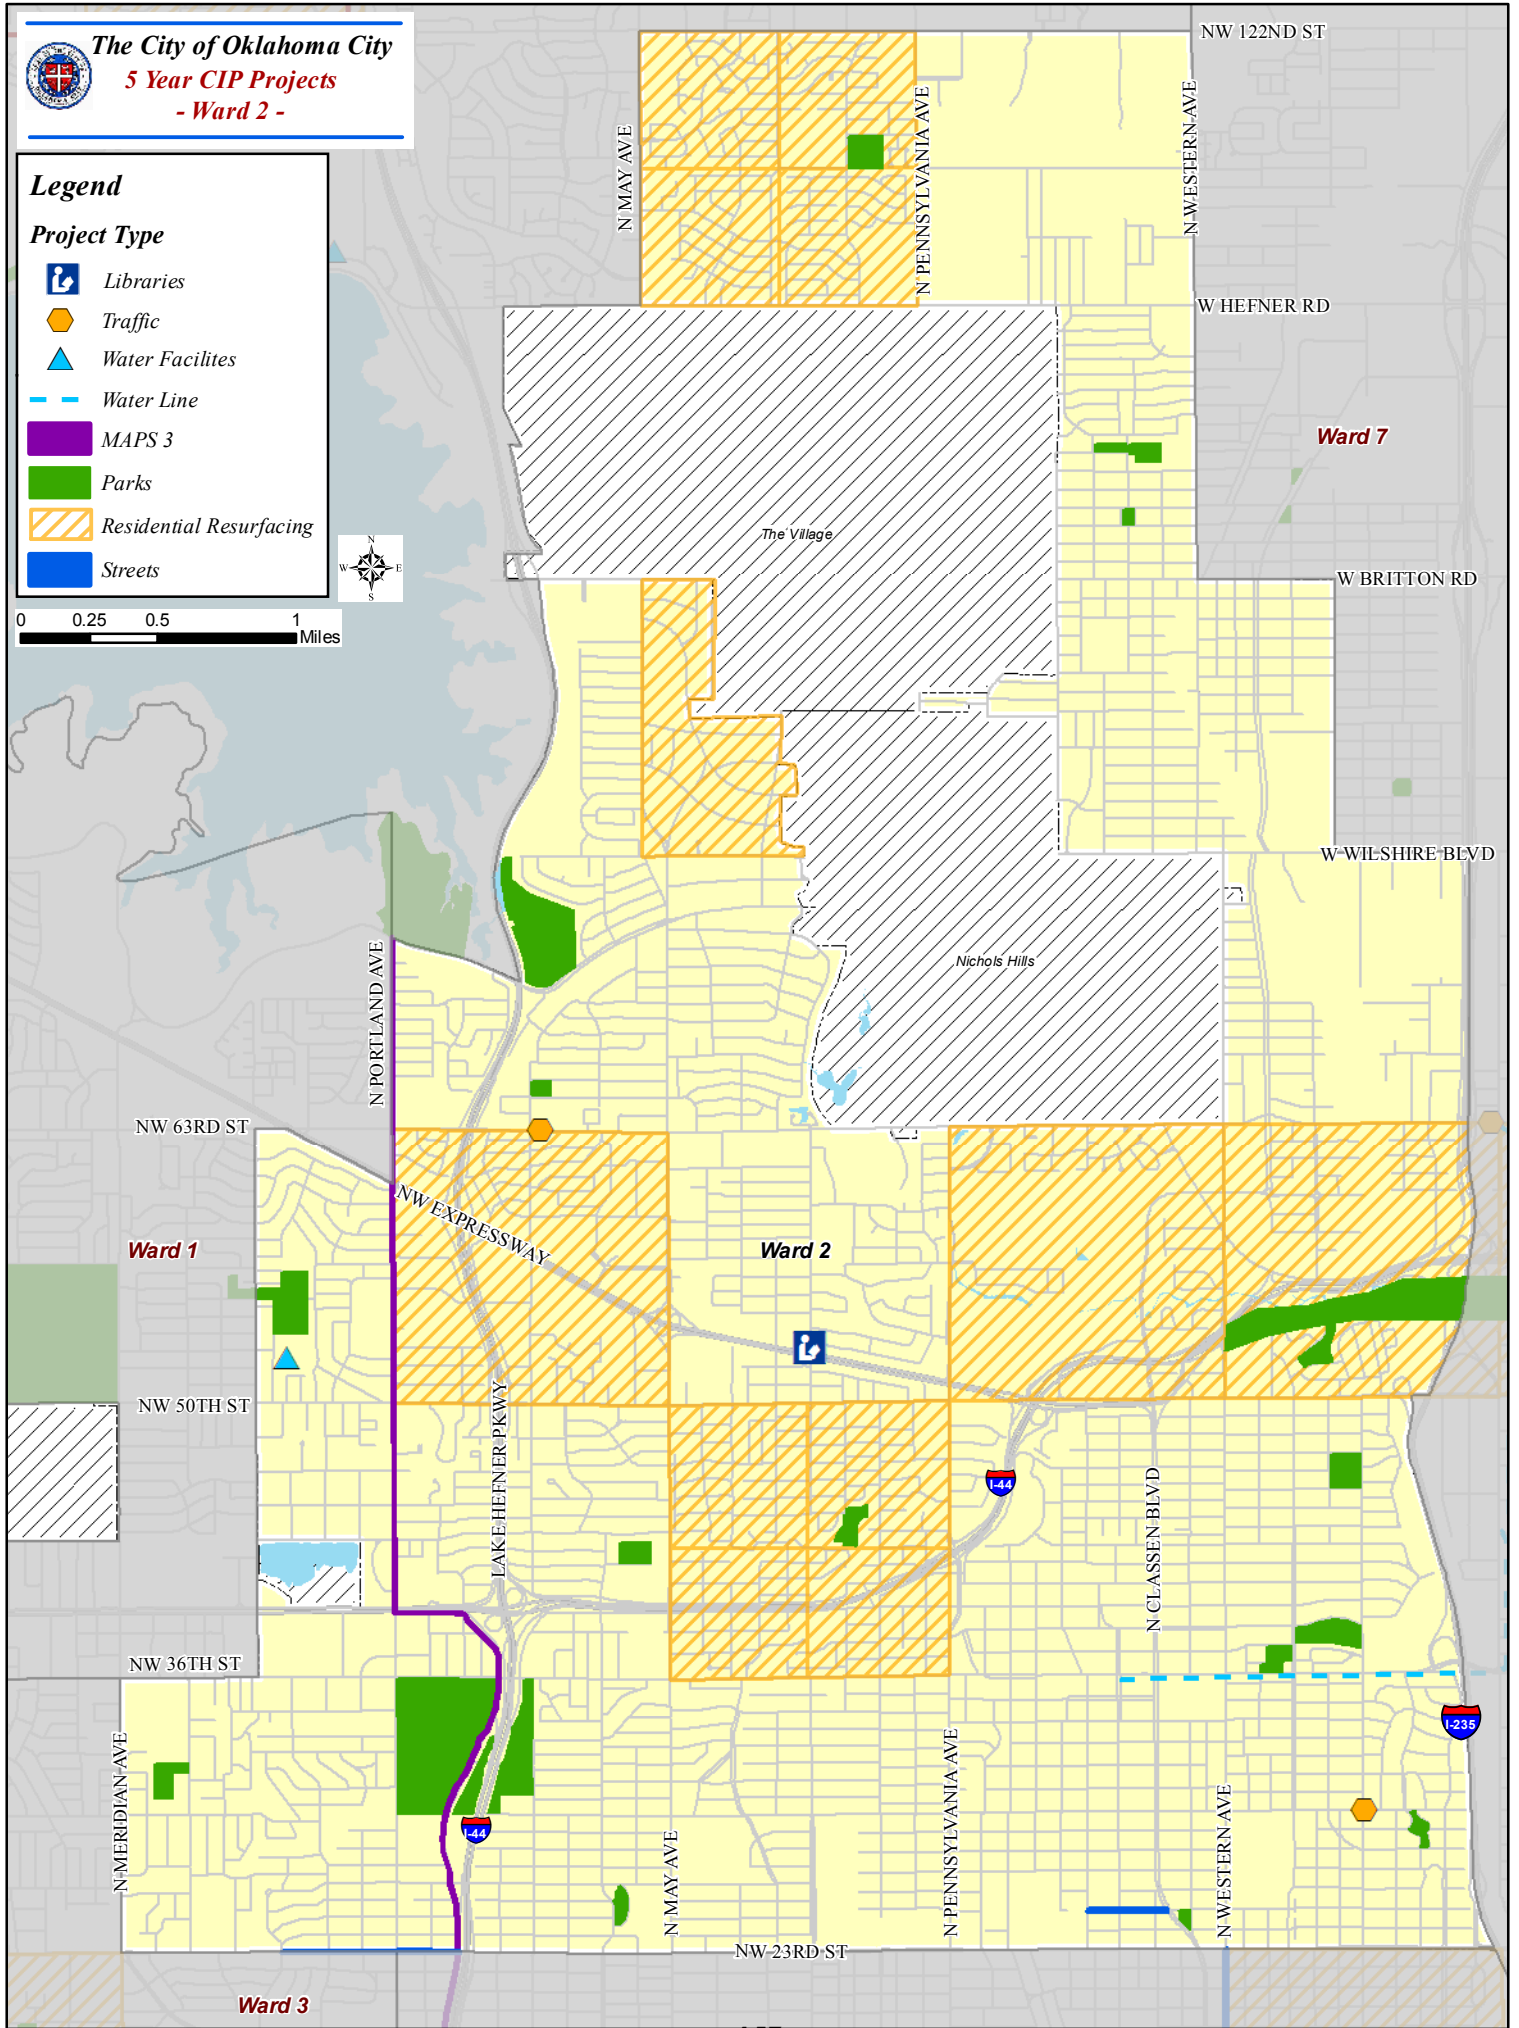 The City of Oklahoma City
5 Year CIP Projects
- Ward 2 -
Legend
Project Type
Libraries
Traffic
Water Facilites
Water Line
MAPS 3
Parks
Residential Resurfacing
Streets
N
W E
S
0 0.25 0.5 1
Miles
NW 122ND ST
N MAY AVE
N PENNSYLVANIA AVE
N WESTERN AVE
W HEFNER RD
Ward 7
The Village
W BRITTON RD
W WILSHIRE BLVD
Nichols Hills
N PORTLAND AVE
NW 63RD ST
NW EXPRESSWAY
Ward 1
Ward 2
NW 50TH ST
LAKE HEFNER PKWY
I-44
N CLASSEN BLVD
NW 36TH ST
I-235
N MERIDIAN AVE
I-44
N MAY AVE
N PENNSYLVANIA AVE
N WESTERN AVE
NW 23RD ST
Ward 3